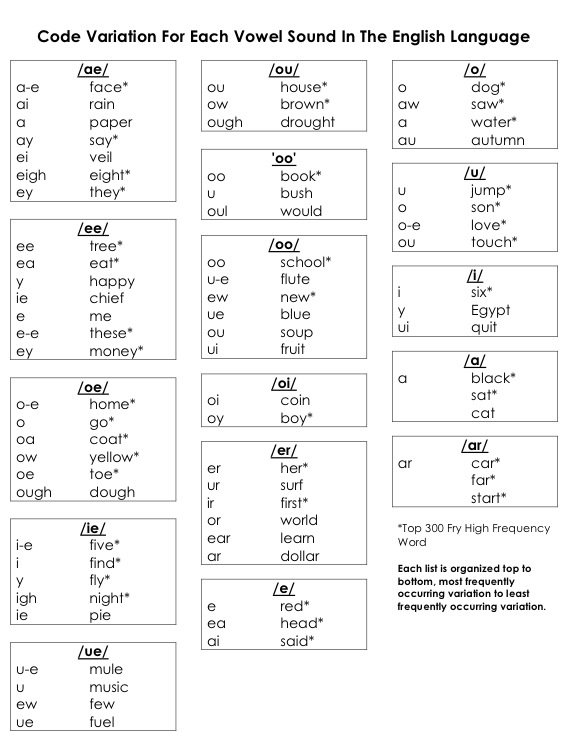 Code Variation For Each Vowel Sound In The English Language
/ae/
a-e face*
ai rain
a paper
ay say*
ei veil
eigh eight*
ey they*
/ee/
ee tree*
ea eat*
y happy
ie chief
e me
e-e these*
ey money*
/oe/
o-e home*
o go*
oa coat*
ow yellow*
oe toe*
ough dough
/ie/
i-e five*
i find*
y fly*
igh night*
ie pie
/ue/
u-e mule
u music
ew few
ue fuel
/ou/
ou house*
ow brown*
ough drought
'oo'
oo book*
u bush
oul would
/oo/
oo school*
u-e flute
ew new*
ue blue
ou soup
ui fruit
/oi/
oi coin
oy boy*
/er/
er her*
ur surf
ir first*
or world
ear learn
ar dollar
/e/
e red*
ea head*
ai said*
/o/
o dog*
aw saw*
a water*
au autumn
/u/
u jump*
o son*
o-e love*
ou touch*
/i/
i six*
y Egypt
ui quit
/a/
a black*
sat*
cat
/ar/
ar car*
far*
start*
*Top 300 Fry High Frequency
Word
Each list is organized top to
bottom, most frequently
occurring variation to least
frequently occurring variation.